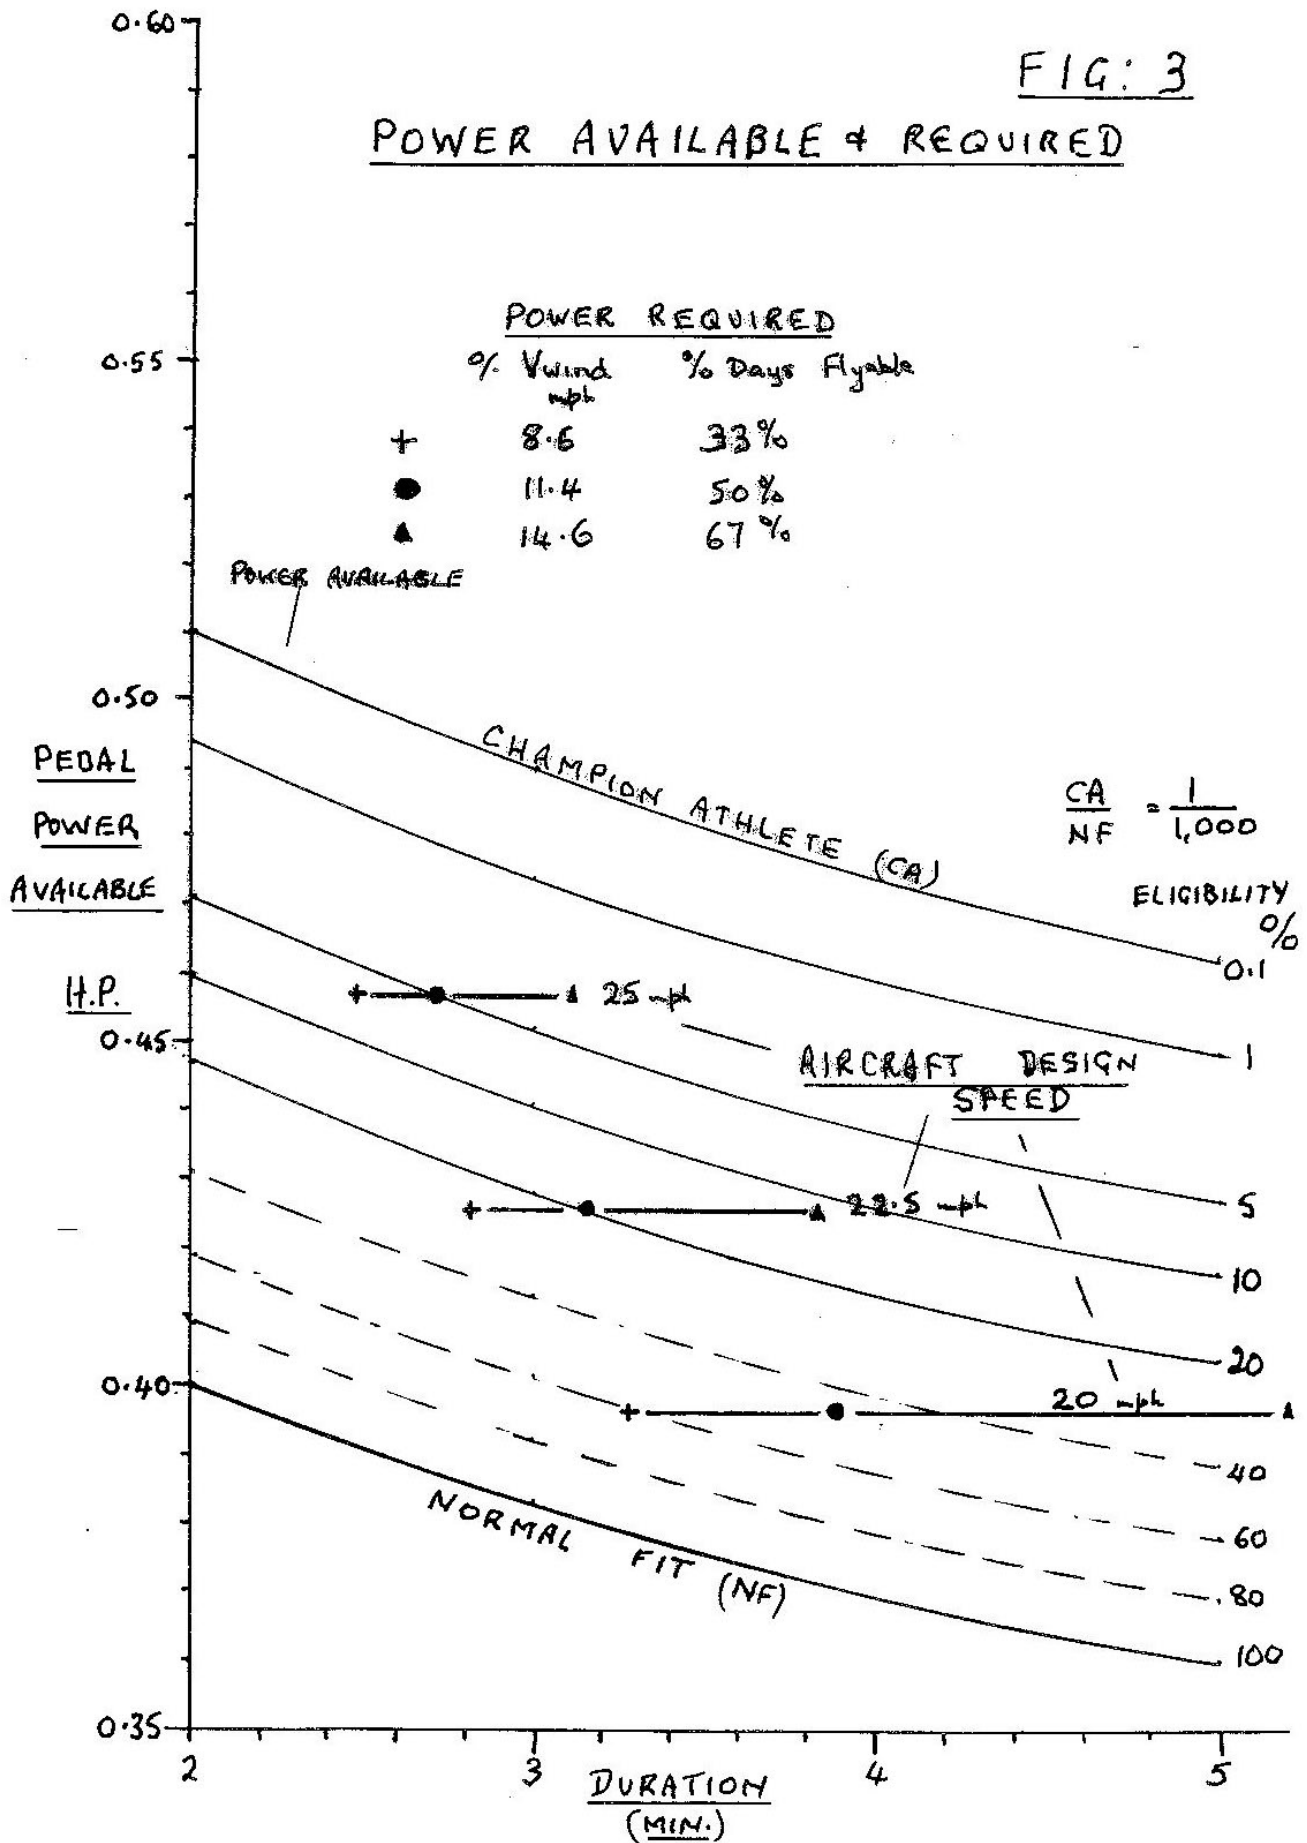 FIG: 3
POWER AVAILABLE & REQUIRED
0.60
0.55
0.50
0.45
0.40
0.35
PEDAL
POWER
AVAILABLE
H.P.
POWER REQUIRED
% Vwind % Days Flyable
mph
+ 8.6 33%
● 11.4 50%
▲ 14.6 67%
POWER AVAILABLE
CHAMPION ATHLETE (CA)
CA/NF = 1/1,000
ELIGIBILITY
%
0.1
1
5
10
20
40
60
80
100
25 mph
AIRCRAFT DESIGN
SPEED
22.5 mph
20 mph
NORMAL FIT (NF)
2 3 4 5
DURATION
(MIN.)